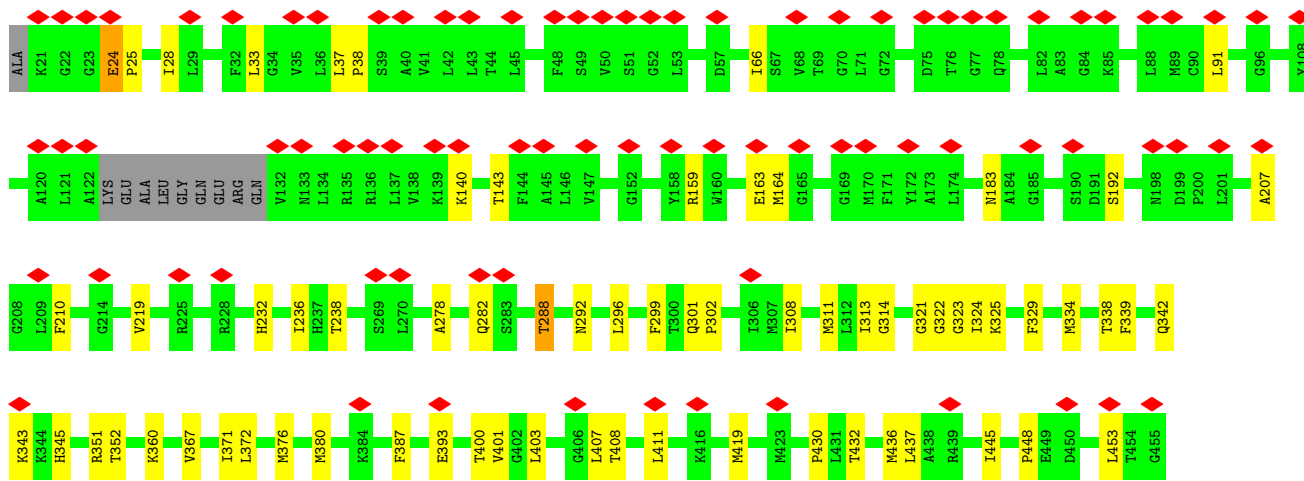 ALA K21 G22 G23 E24 P25 I28 L29 F32 L33 G34 V35 L36 L37 P38 S39 A40 V41 L42 L43 T44 L45 F48 S49 V50 S51 G52 L53 D57 I66 S67 V68 T69 G70 L71 G72 D75 T76 G77 Q78 L82 A83 G84 K85 L88 M89 C90 L91 G96 Y108
A120 L121 A122 LYS GLU ALA LEU GLY GLN GLU ARG GLN V132 N133 L134 R135 R136 L137 V138 K139 K140 T143 F144 A145 L146 V147 G152 Y158 R159 W160 E163 M164 G165 G169 M170 F171 Y172 A173 L174 N183 A184 G185 S190 D191 S192 N198 D199 P200 L201 A207
G208 L209 F210 G214 V219 R225 R228 H232 I236 H237 T238 S269 L270 A278 Q282 S283 T288 N292 L296 F299 T300 Q301 P302 I306 M307 I308 M311 L312 I313 G314 G321 G322 G323 I324 K325 F329 M334 T338 F339 Q342
K343 K344 H345 R351 T352 K360 V367 I371 L372 M376 M380 K384 F387 E393 T400 V401 G402 L403 G406 L407 T408 L411 K416 M419 M423 P430 L431 T432 M436 L437 A438 R439 I445 P448 E449 D450 L453 T454 G455